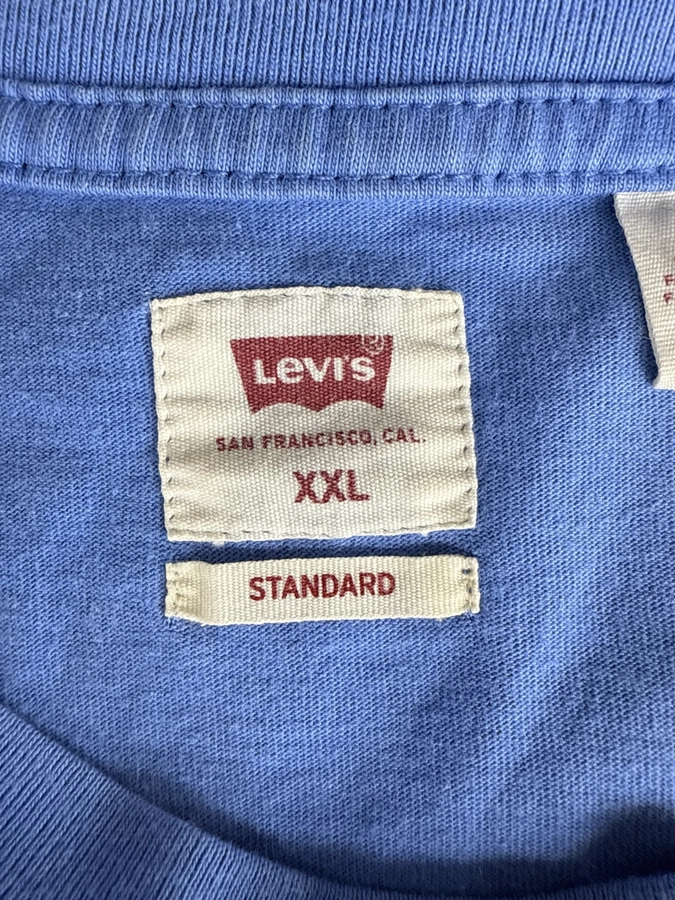 Levi's
SAN FRANCISCO, CAL.
XXL
STANDARD